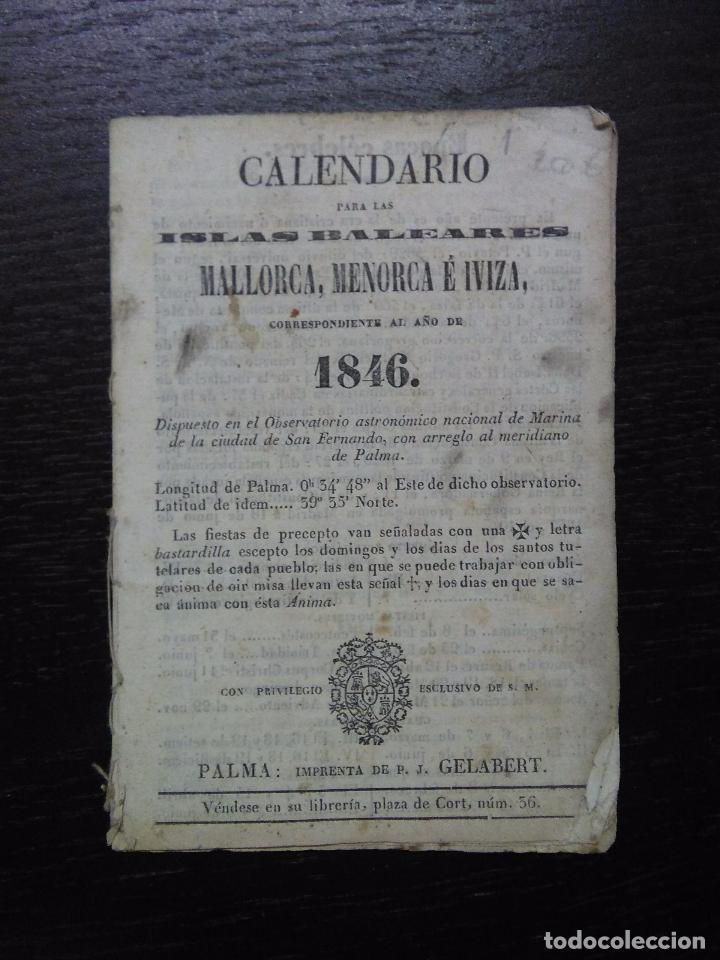 CALENDARIO
PARA LAS
ISLAS BALEARES
MALLORCA, MENORCA É IVIZA,
CORRESPONDIENTE AL AÑO DE
1846.
Dispuesto en el Observatorio astronómico nacional de Marina
de la ciudad de San Fernando, con arreglo al meridiano
de Palma.
Longitud de Palma. 0h 34' 48" al Este de dicho observatorio.
Latitud de idem..... 39º 35' Norte.
Las fiestas de precepto van señaladas con una ✠ y letra
bastardilla escepto los domingos y los dias de los santos tu-
telares de cada pueblo; las en que se puede trabajar con obli-
gacion de oir misa llevan esta señal †, y los dias en que se sa-
ca ánima con ésta Ánima.
CON PRIVILEGIO ESCLUSIVO DE S. M.
PALMA: IMPRENTA DE P. J. GELABERT.
Véndese en su librería, plaza de Cort, núm. 36.
todocoleccion
todocoleccion.net